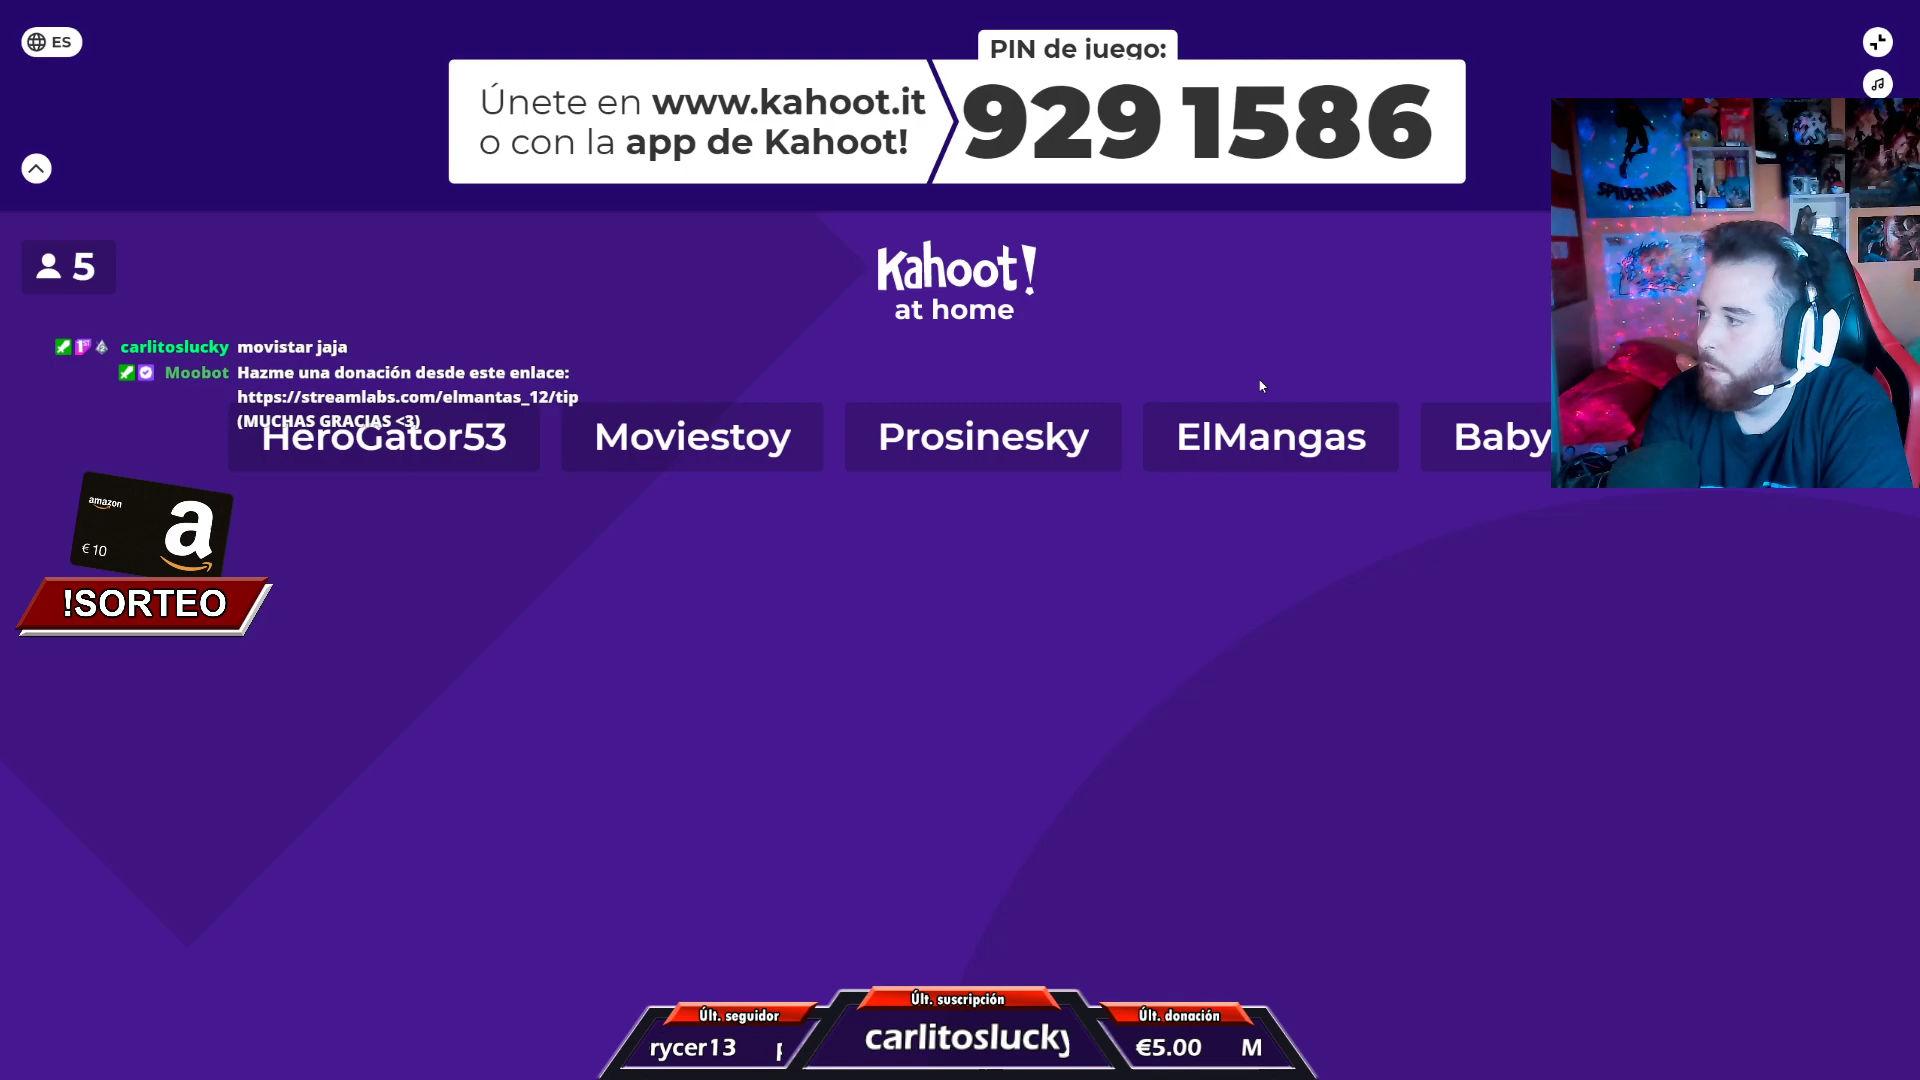 ES
PIN de juego:
Únete en www.kahoot.it
o con la app de Kahoot!
929 1586
5
Kahoot!
at home
carlitoslucky movistar jaja
Moobot Hazme una donación desde este enlace:
https://streamlabs.com/elmantas_12/tip
(MUCHAS GRACIAS <3)
HeroGator53
Moviestoy
Prosinesky
ElMangas
Baby
SPIDER-MAN
amazon
a
€10
!SORTEO
Últ. seguidor
rycer13
Últ. suscripción
carlitoslucky
Últ. donación
€5.00 M